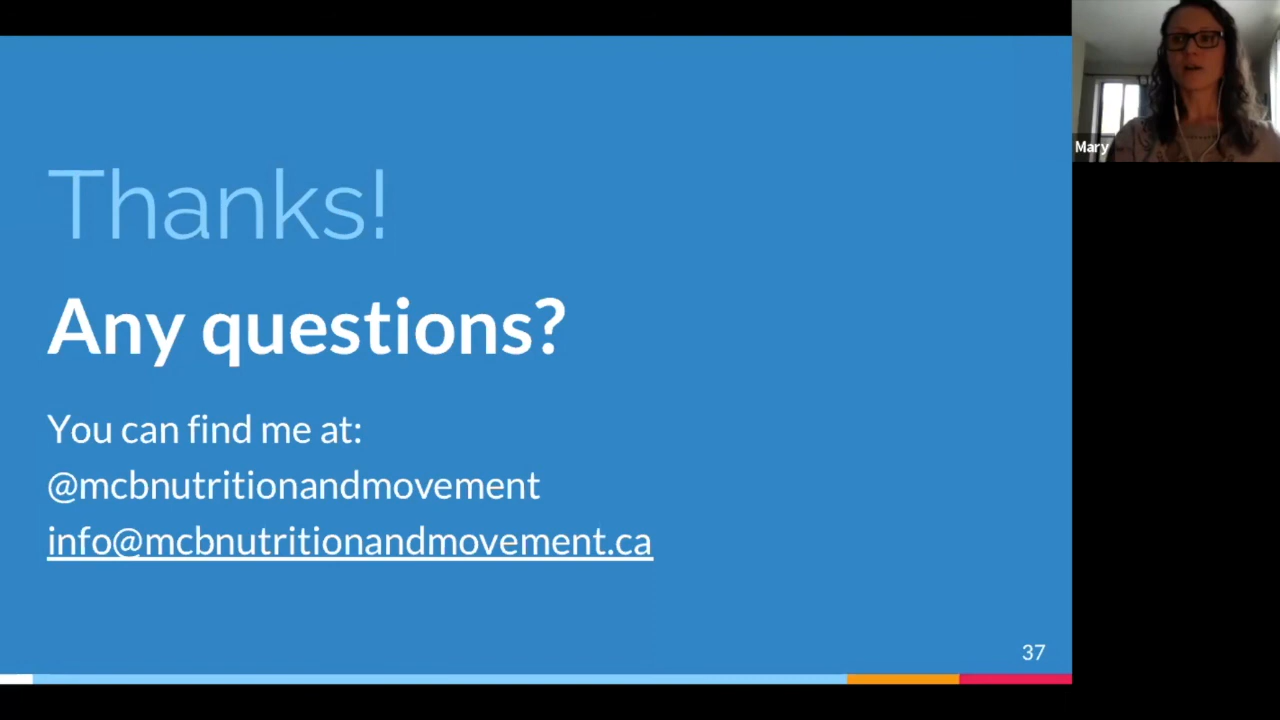 Thanks!
Any questions?
You can find me at:
@mcbnutritionandmovement
info@mcbnutritionandmovement.ca
37
Mary